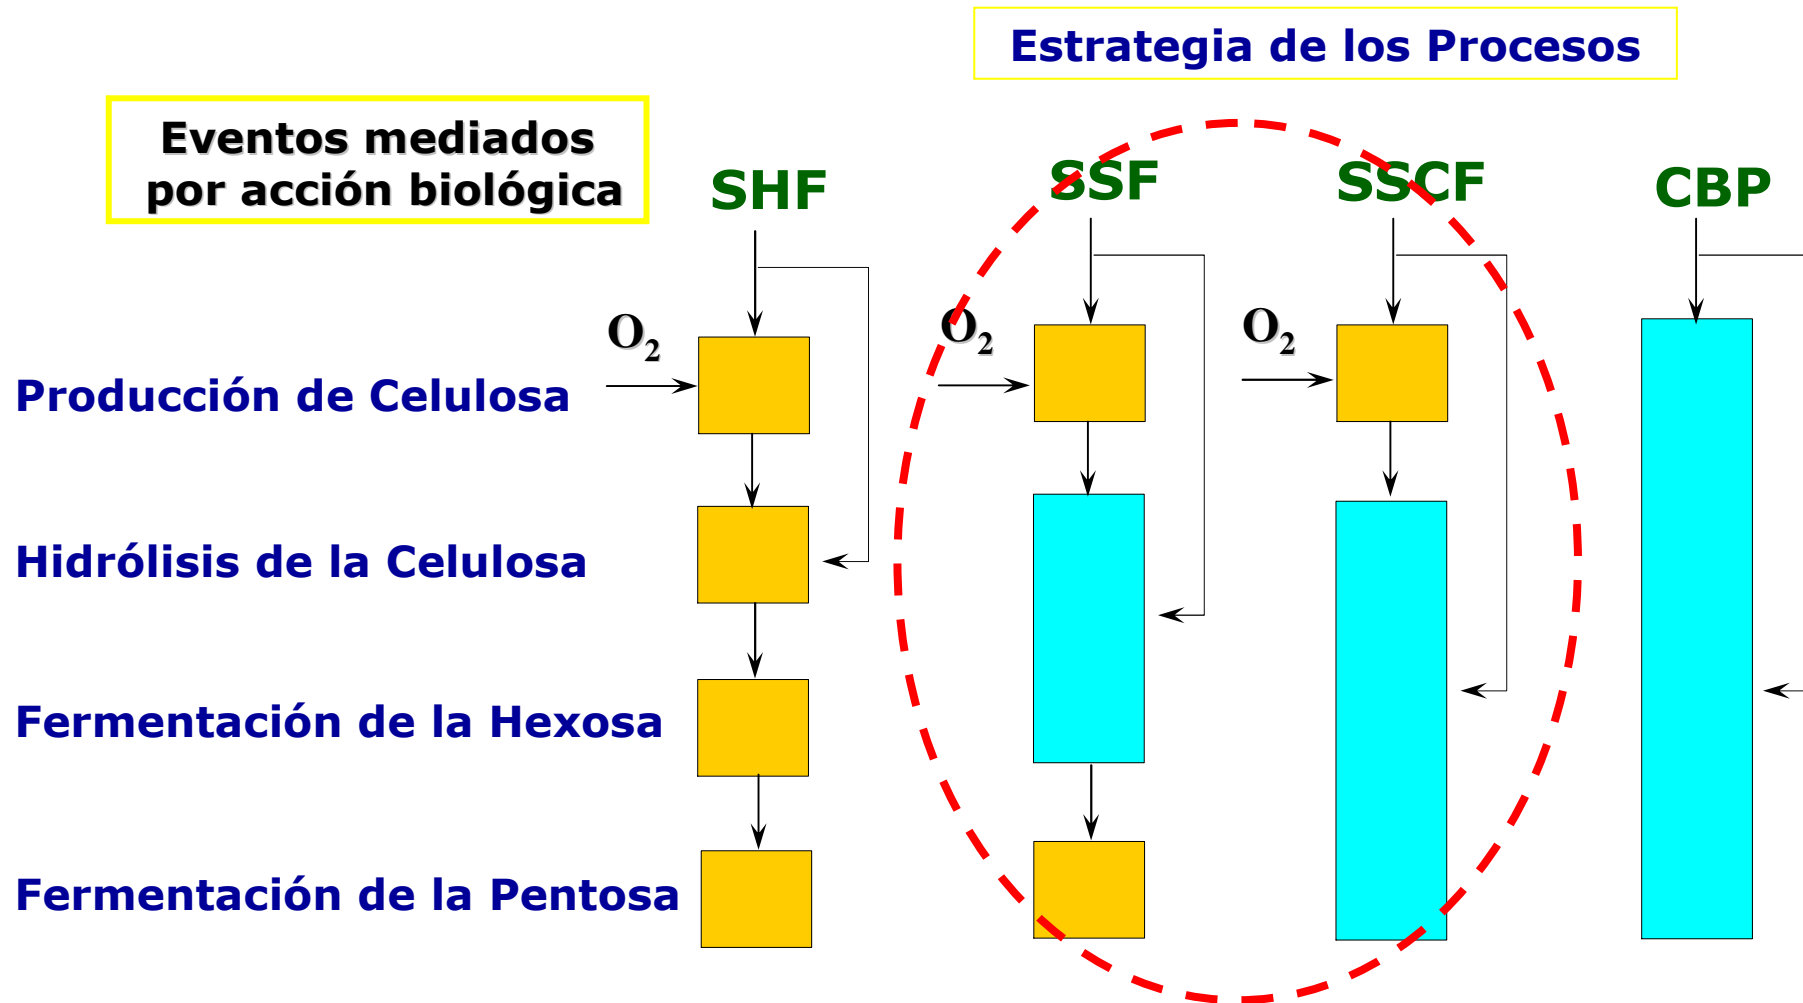 Estrategia de los Procesos
Eventos mediados
por acción biológica
SHF
SSF
SSCF
CBP
O2
O2
O2
Producción de Celulosa
Hidrólisis de la Celulosa
Fermentación de la Hexosa
Fermentación de la Pentosa